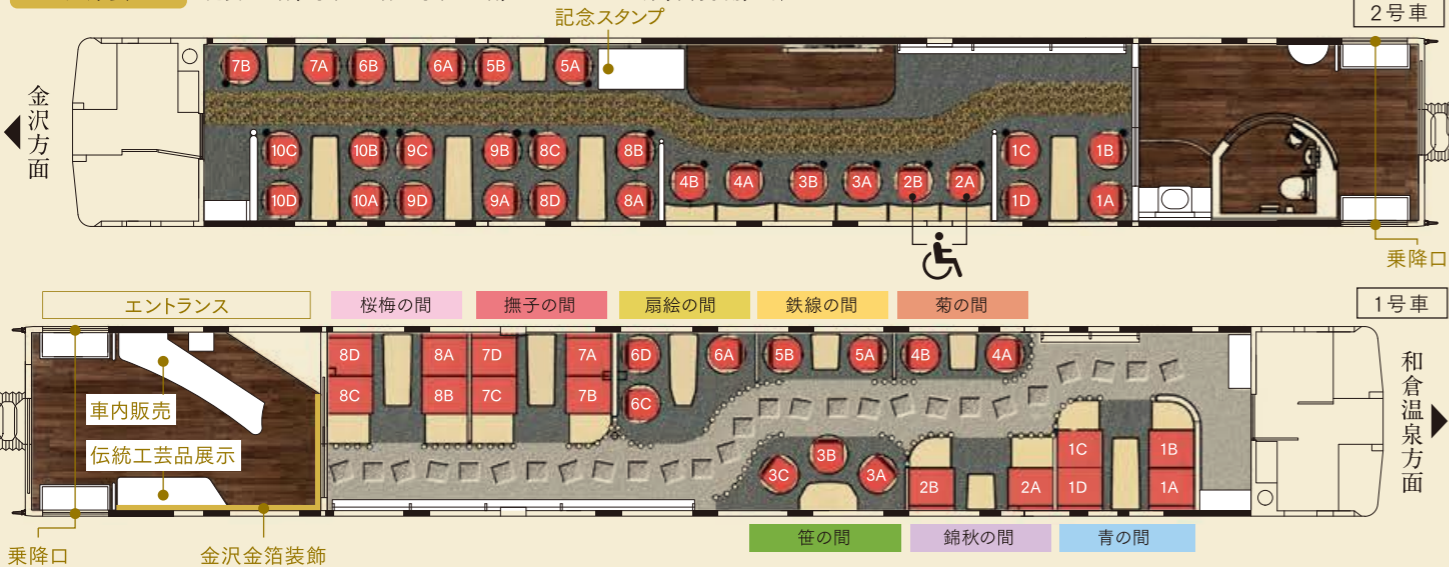 記念スタンプ
2号車
7B 7A 6B 6A 5B 5A
金沢方面
10C 10B 9C 9B 8C 8B 1C 1B
4B 4A 3B 3A 2B 2A
10D 10A 9D 9A 8D 8A 1D 1A
乗降口
エントランス
桜梅の間
撫子の間
扇絵の間
鉄線の間
菊の間
1号車
8D 8A 7D 7A 6D 6A 5B 5A 4B 4A
8C 8B 7C 7B 6C
車内販売
伝統工芸品展示
和倉温泉方面
3C 3B 3A
1C 1B
2B 2A 1D 1A
笹の間
錦秋の間
青の間
乗降口
金沢金箔装飾